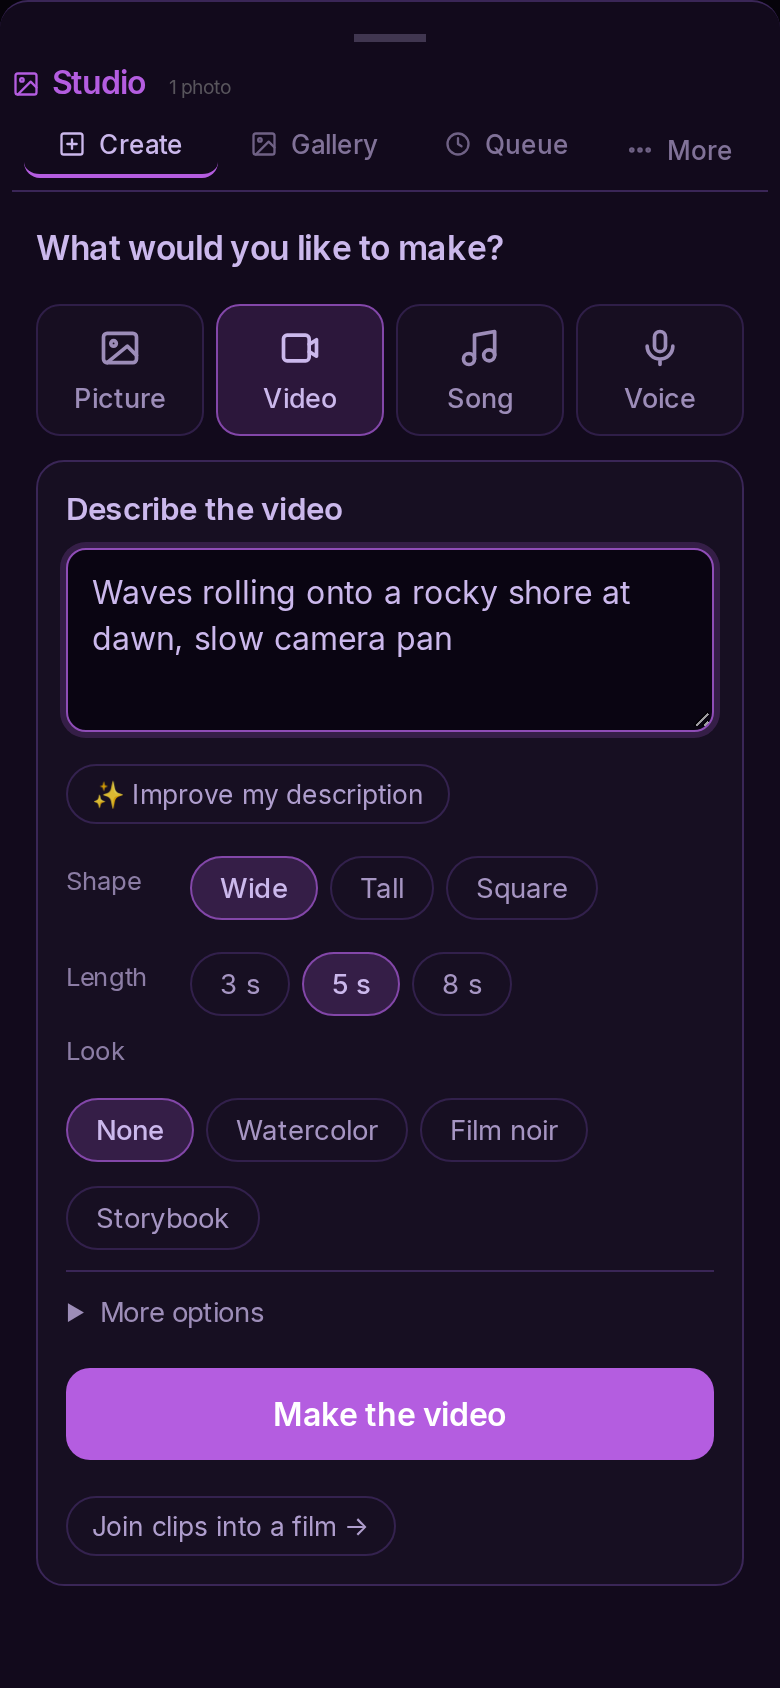 Studio 1 photo
Create Gallery Queue ••• More
What would you like to make?
Picture Video Song Voice
Describe the video
Waves rolling onto a rocky shore at
dawn, slow camera pan
✨ Improve my description
Shape Wide Tall Square
Length 3 s 5 s 8 s
Look
None Watercolor Film noir
Storybook
▶ More options
Make the video
Join clips into a film →